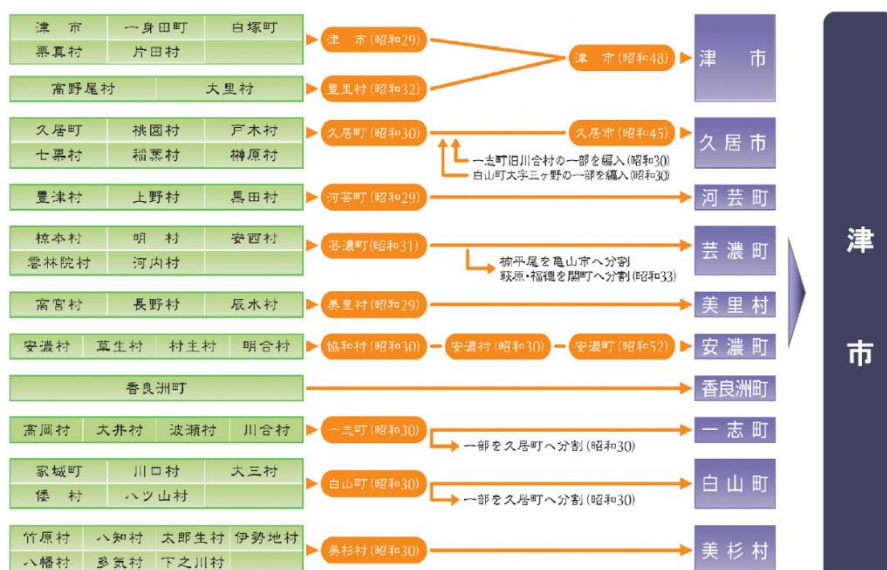 津 市 一身田町 白塚町
栗真村 片田村
津 市(昭和29)
高野尾村 大里村
豊里村(昭和32)
津 市(昭和48)
津 市
久居町 桃園村 戸木村
七栗村 稲葉村 榊原村
久居町(昭和30)
久居市(昭和45)
一志町旧川合村の一部を編入(昭和30)
白山町大字三ヶ野の一部を編入(昭和30)
久居市
豊津村 上野村 黒田村
河芸町(昭和29)
河芸町
椋本村 明 村 安西村
雲林院村 河内村
芸濃町(昭和31)
楠平尾を亀山市へ分割
萩原・福徳を関町へ分割(昭和33)
芸濃町
高宮村 長野村 辰水村
美里村(昭和29)
美里村
安濃村 草生村 村主村 明合村
協和村(昭和30)
安濃村(昭和30)
安濃町(昭和52)
安濃町
香良洲町
香良洲町
高岡村 大井村 波瀬村 川合村
一志町(昭和30)
一部を久居町へ分割(昭和30)
一志町
家城町 川口村 大三村
倭 村 八ツ山村
白山町(昭和30)
一部を久居町へ分割(昭和30)
白山町
竹原村 八知村 太郎生村 伊勢地村
八幡村 多気村 下之川村
美杉村(昭和30)
美杉村
津市